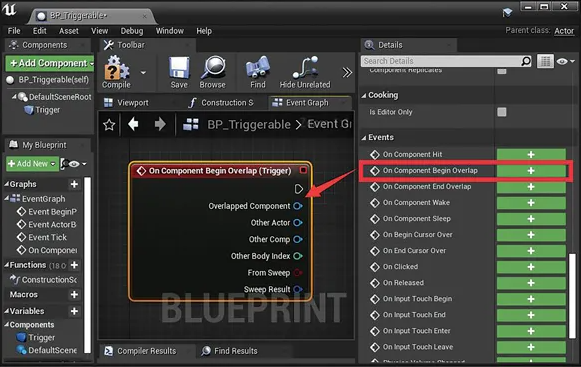 BP_Triggerable*
Parent class: Actor
File Edit Asset View Debug Window Help
Components
Toolbar
Details
Add Component
Search Details
BP_Triggerable(self)
Compile
Save
Browse
Find
Hide Unrelated
Component Replicates
DefaultSceneRoot
Trigger
Cooking
Viewport
Construction S
Event Graph
Is Editor Only
BP_Triggerable > Event Gr
My Blueprint
Events
Add New
On Component Hit
On Component Begin Overlap
On Component End Overlap
On Component Wake
On Component Sleep
On Begin Cursor Over
On End Cursor Over
On Clicked
On Released
On Input Touch Begin
On Input Touch End
On Input Touch Enter
On Input Touch Leave
Physics Volume Changed
On Component Begin Overlap (Trigger)
Overlapped Component
Other Actor
Other Comp
Other Body Index
From Sweep
Sweep Result
BLUEPRINT
Graphs
EventGraph
Event BeginP
Event ActorB
Event Tick
On Compone
Functions (18 O
ConstructionSc
Macros
Variables
Components
Trigger
DefaultScene
Compiler Results
Find Results